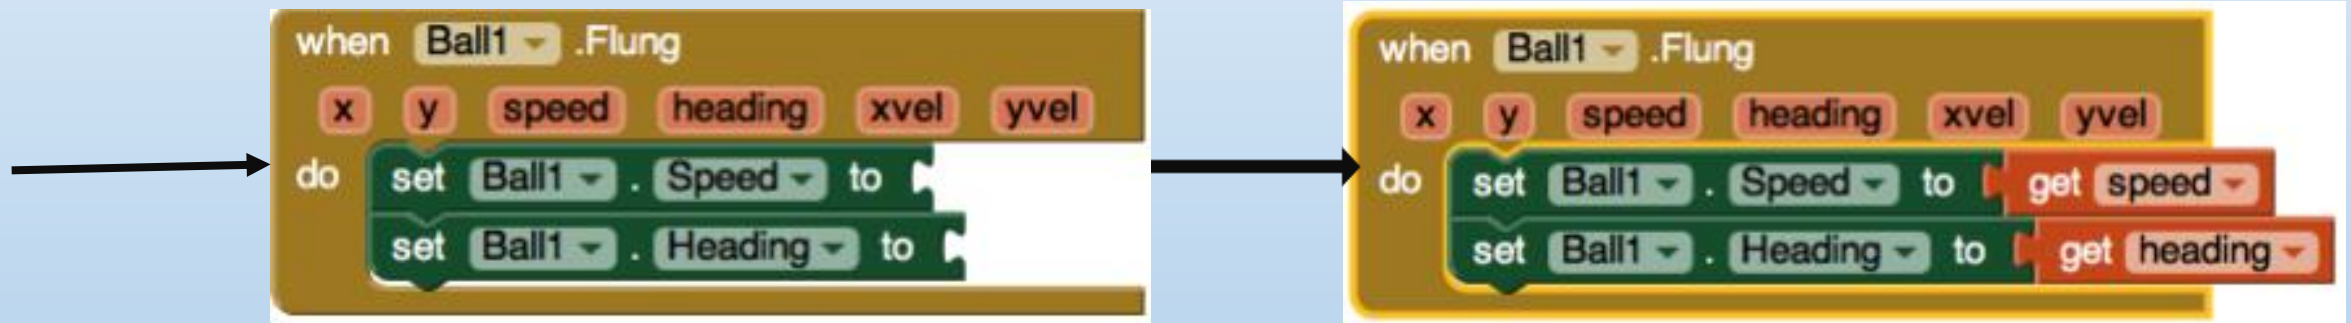 when Ball1 .Flung
x y speed heading xvel yvel
do set Ball1 . Speed to
set Ball1 . Heading to
when Ball1 .Flung
x y speed heading xvel yvel
do set Ball1 . Speed to get speed
set Ball1 . Heading to get heading